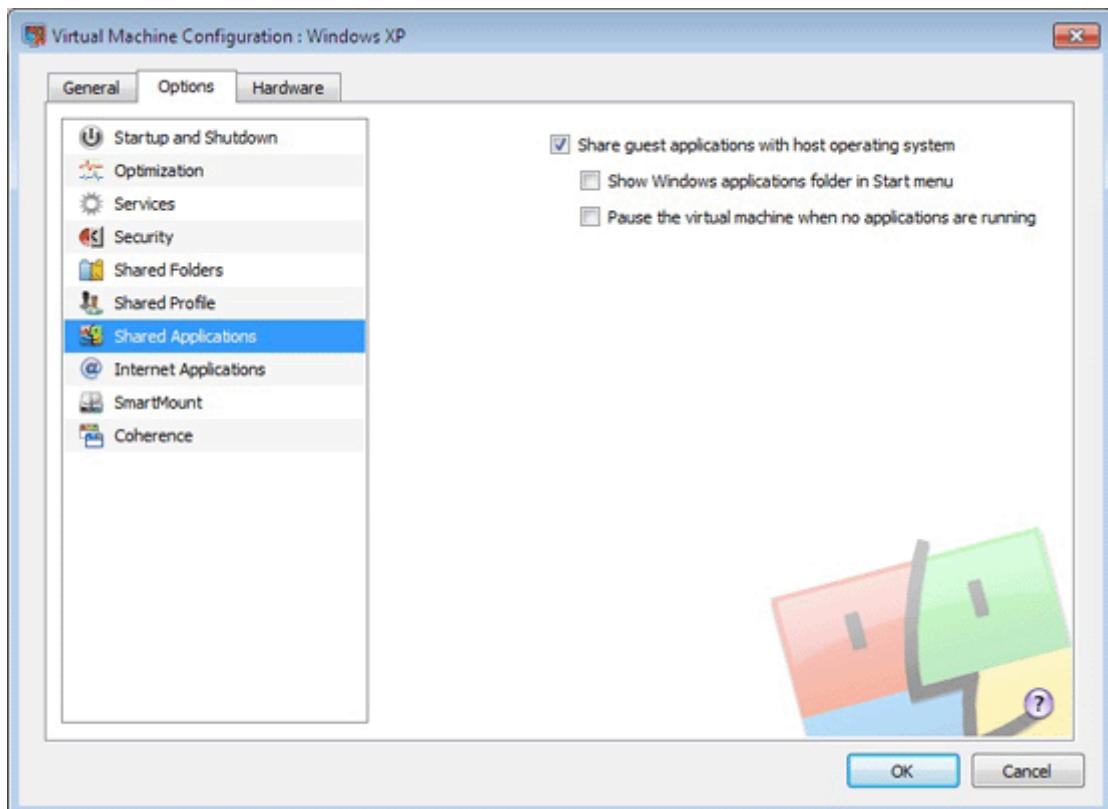 Virtual Machine Configuration : Windows XP
General Options Hardware
Startup and Shutdown
Optimization
Services
Security
Shared Folders
Shared Profile
Shared Applications
Internet Applications
SmartMount
Coherence
Share guest applications with host operating system
Show Windows applications folder in Start menu
Pause the virtual machine when no applications are running
?
OK Cancel